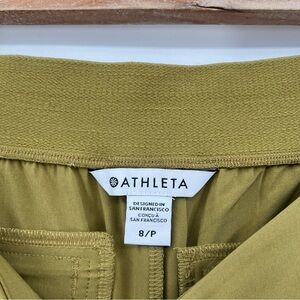 ATHLETA
DESIGNED IN
SAN FRANCISCO
CONÇU À
SAN FRANCISCO
8/P